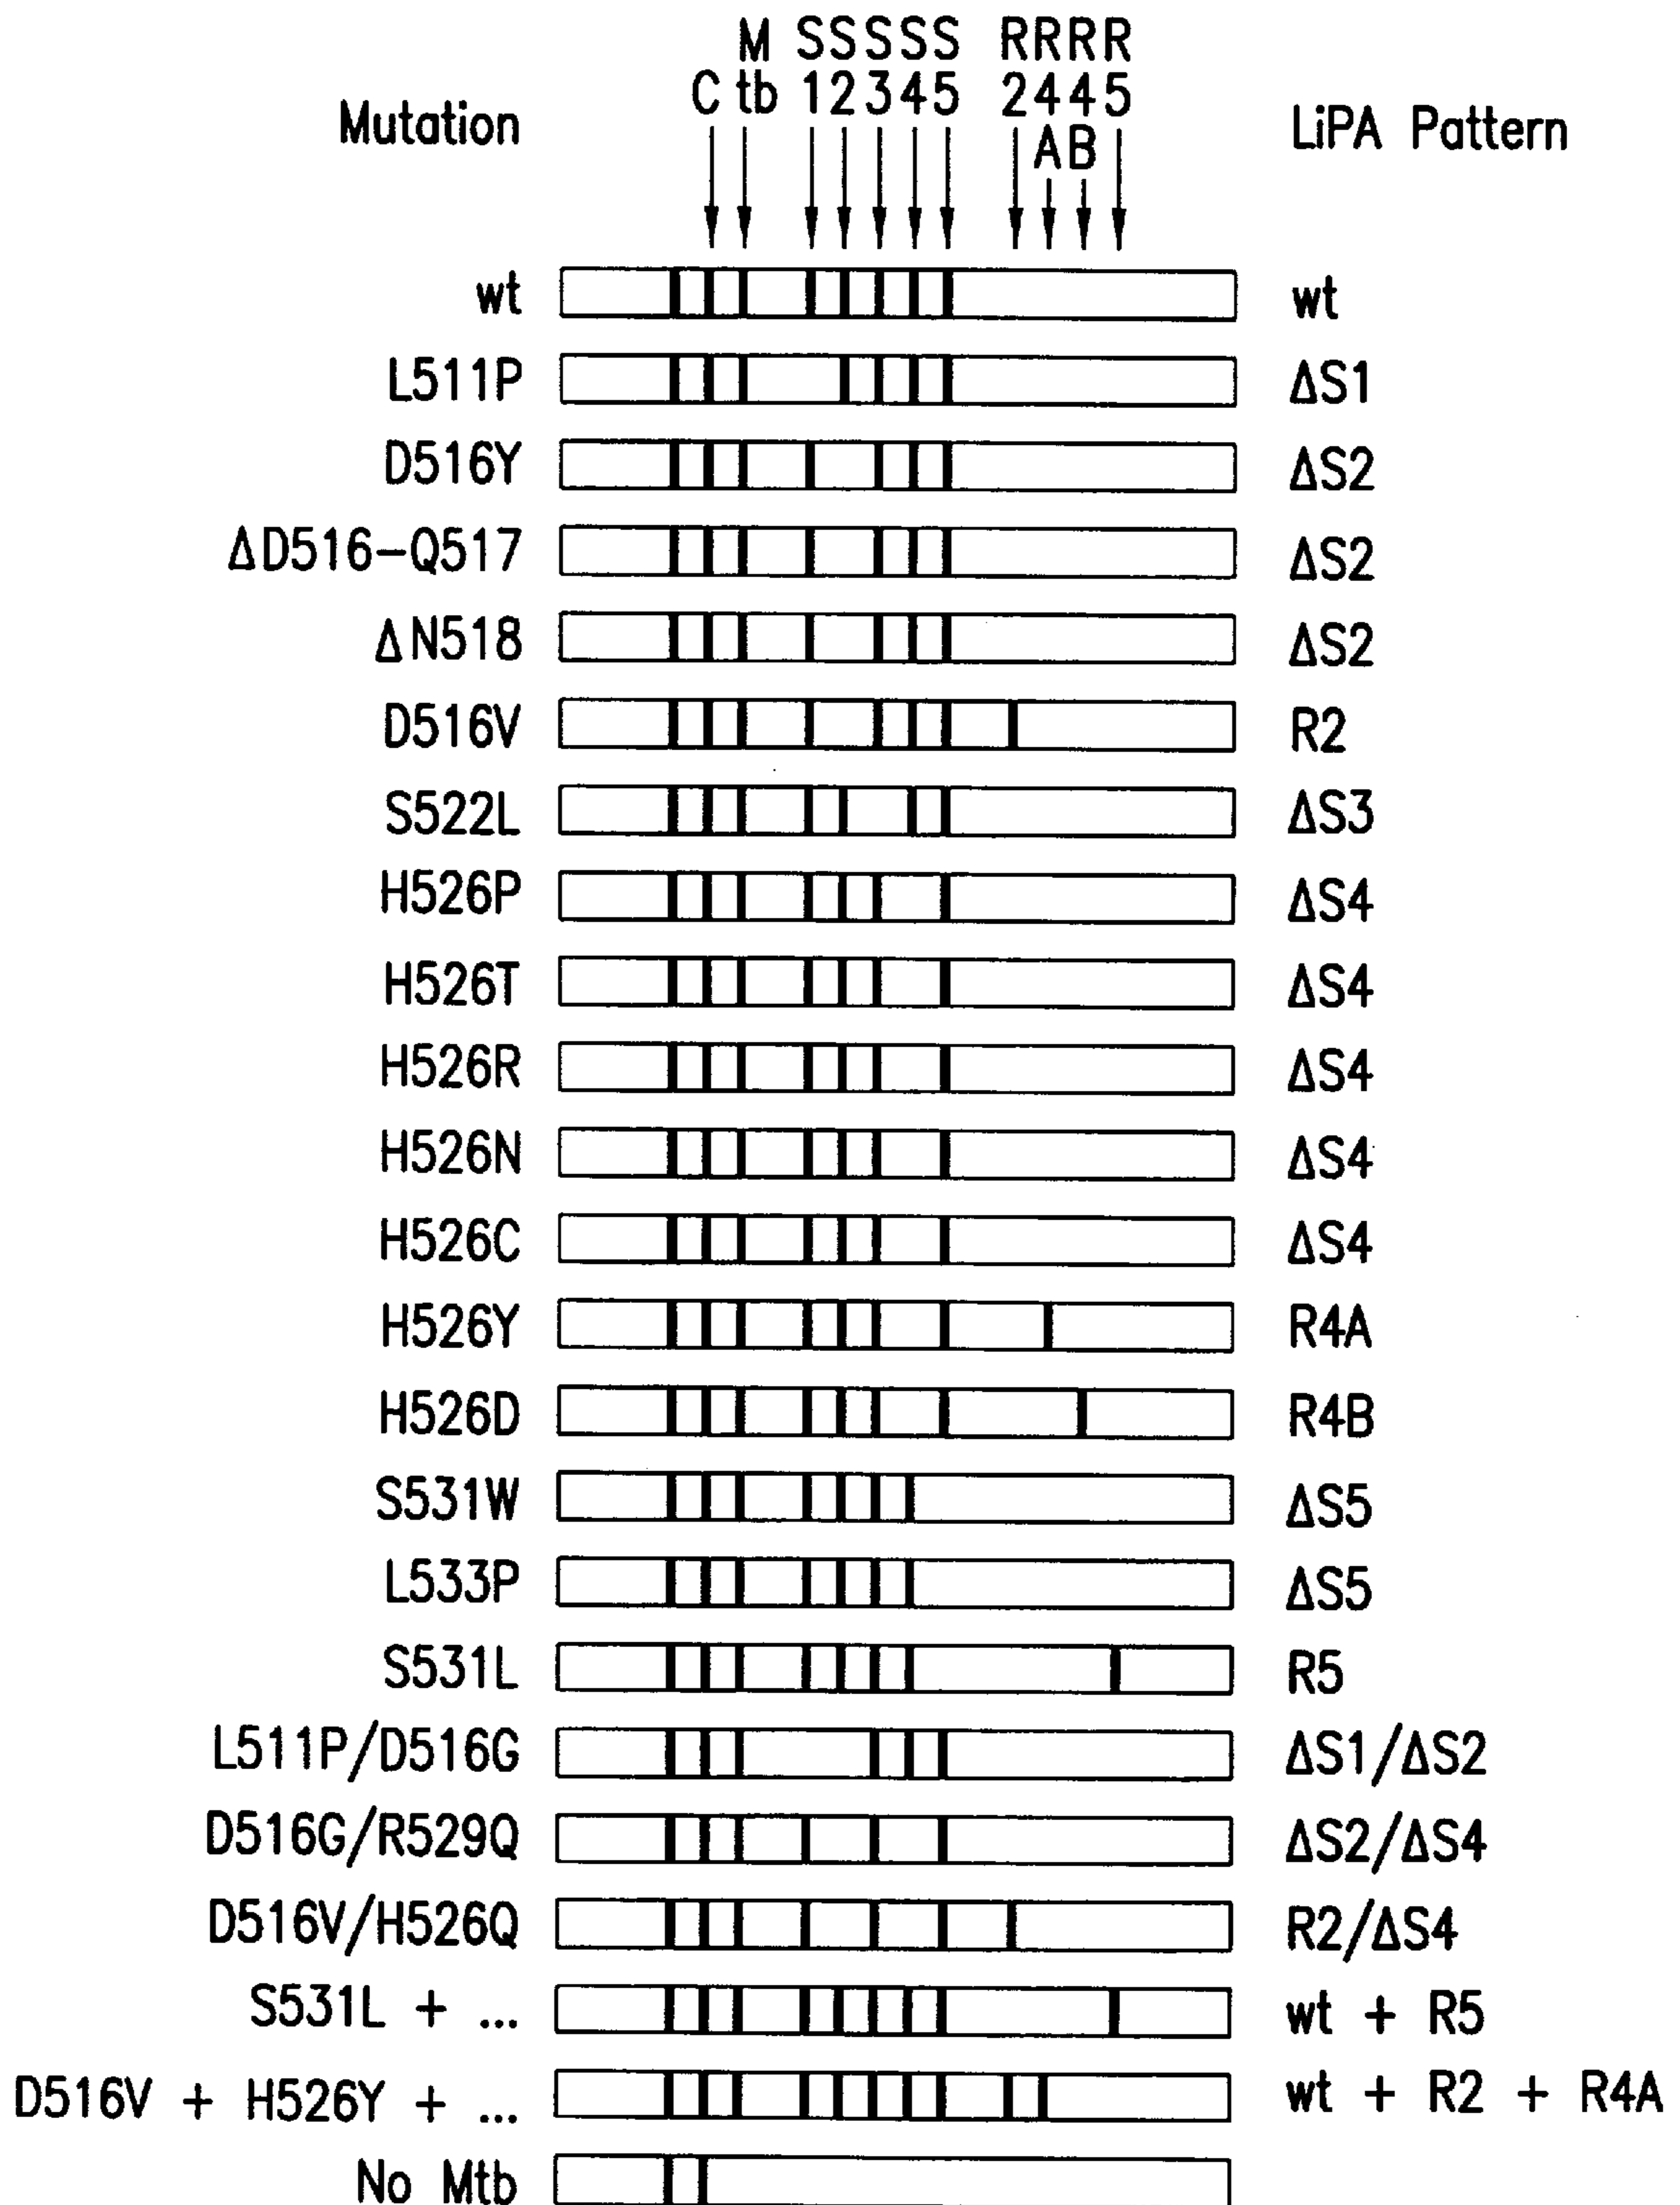 M SSSSS RRRR
C tb 12345 2445
Mutation AB LiPA Pattern
wt wt
L511P ΔS1
D516Y ΔS2
ΔD516-Q517 ΔS2
ΔN518 ΔS2
D516V R2
S522L ΔS3
H526P ΔS4
H526T ΔS4
H526R ΔS4
H526N ΔS4
H526C ΔS4
H526Y R4A
H526D R4B
S531W ΔS5
L533P ΔS5
S531L R5
L511P/D516G ΔS1/ΔS2
D516G/R529Q ΔS2/ΔS4
D516V/H526Q R2/ΔS4
S531L + ... wt + R5
D516V + H526Y + ... wt + R2 + R4A
No Mtb